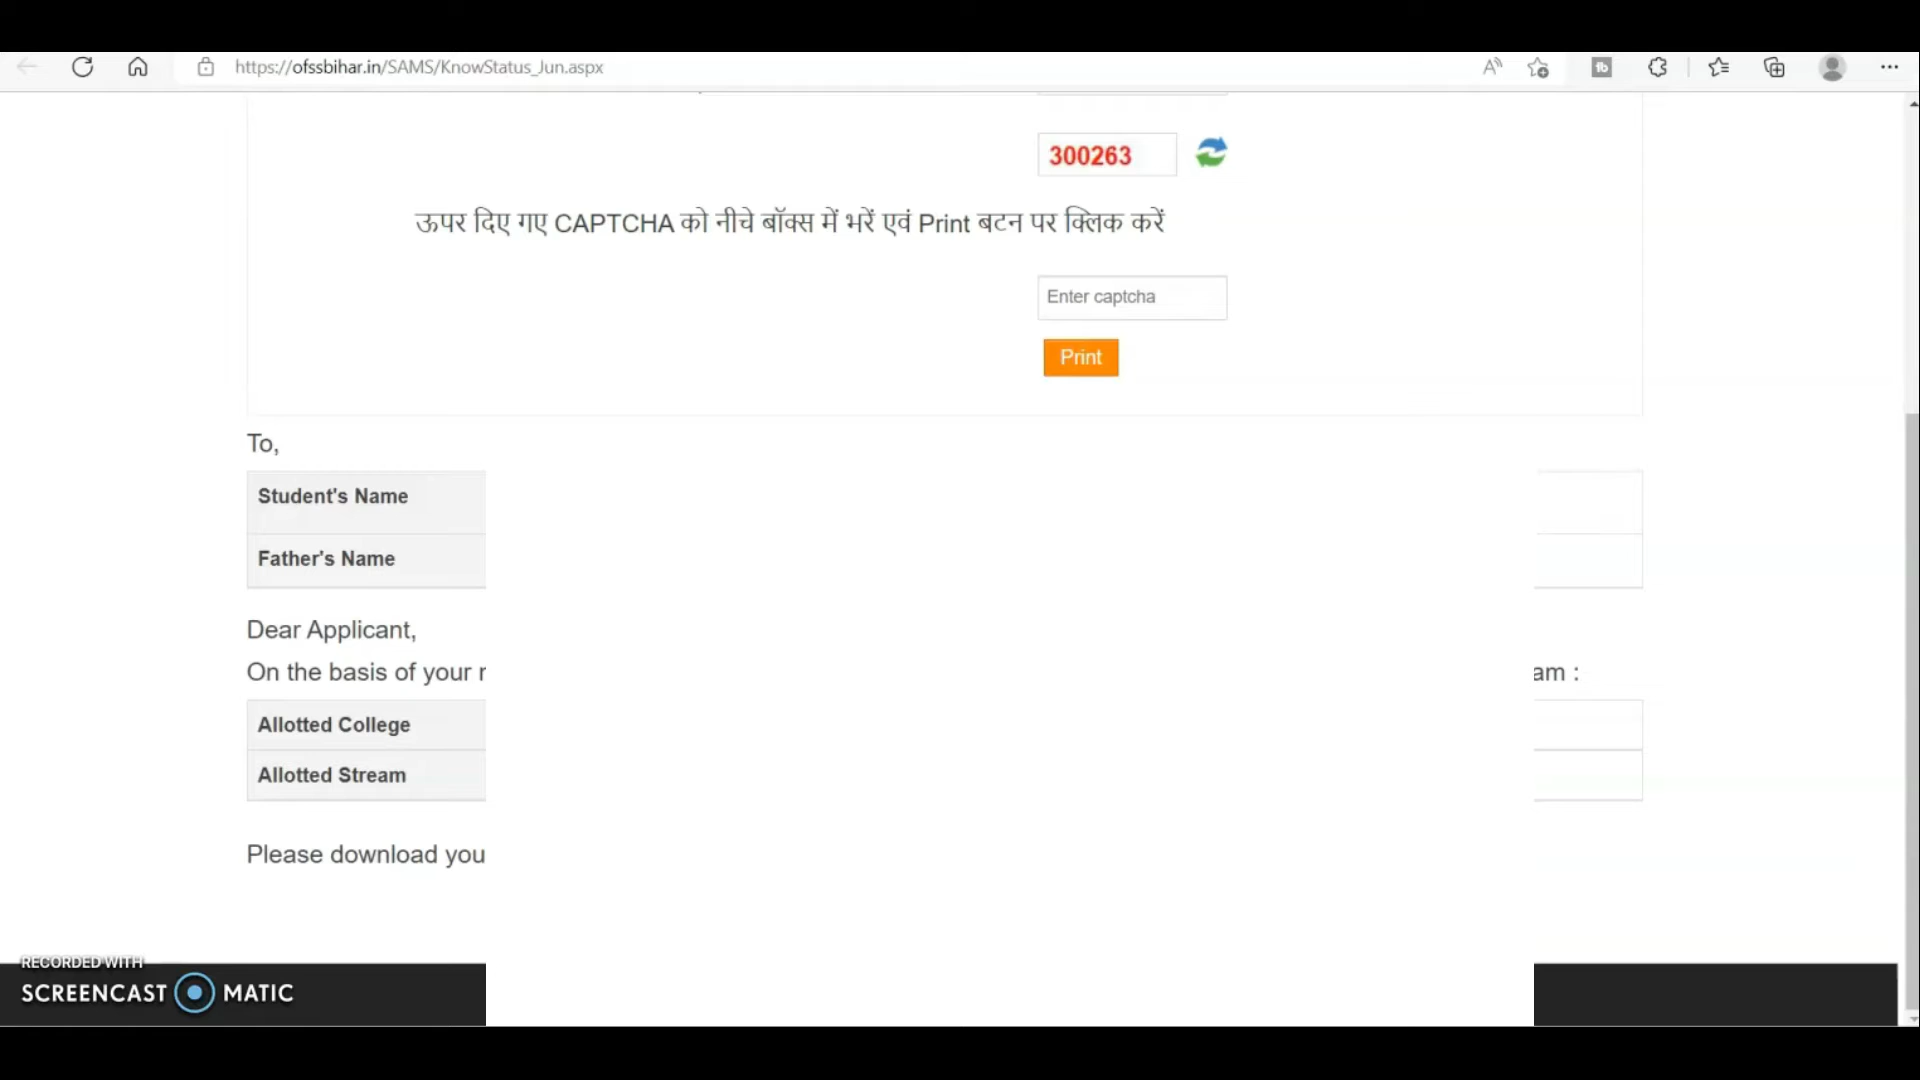 https://ofssbihar.in/SAMS/KnowStatus_Jun.aspx
300263
ऊपर दिए गए CAPTCHA को नीचे बॉक्स में भरें एवं Print बटन पर क्लिक करें
Enter captcha
Print
To,
Student's Name
Father's Name
Dear Applicant,
On the basis of your
:
Allotted College
Allotted Stream
Please download
RECORDED WITH
SCREENCAST MATIC